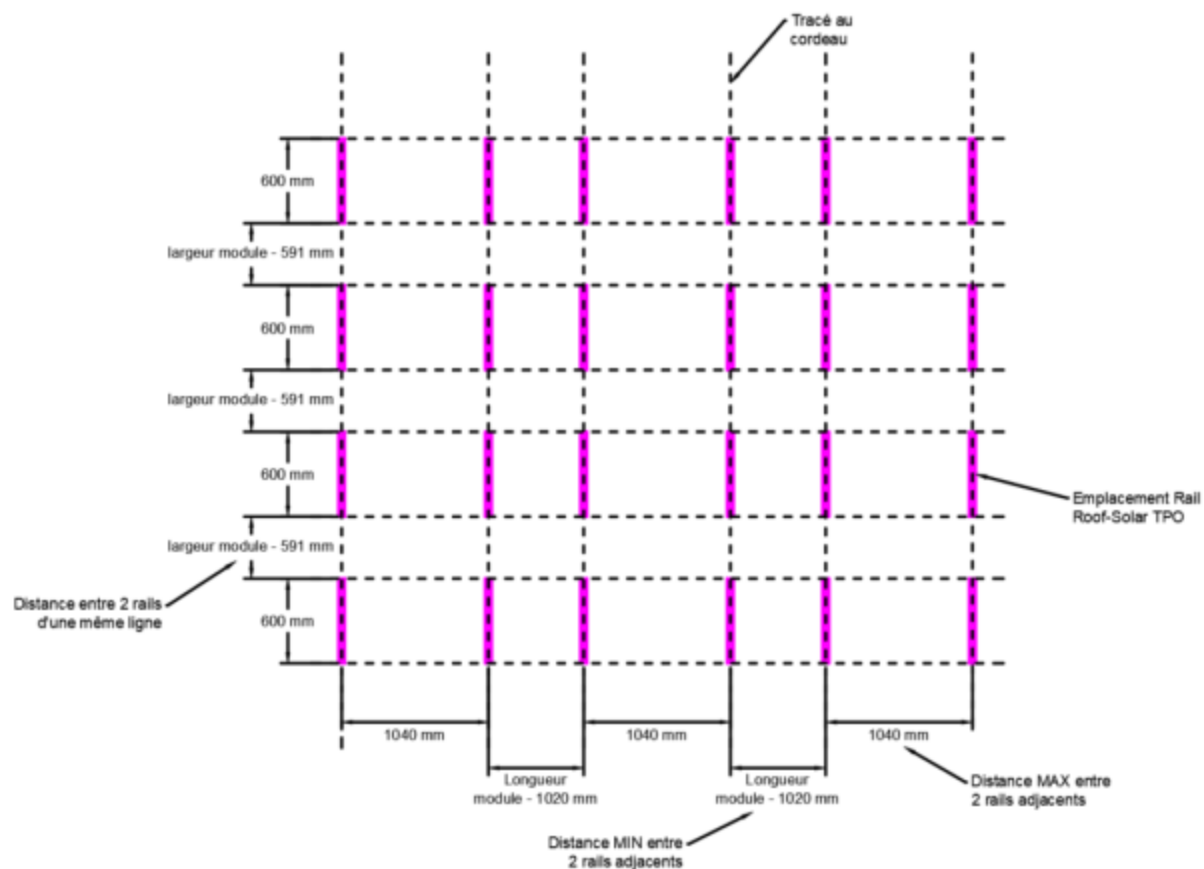 Tracé au
cordeau
600 mm
largeur module - 591 mm
600 mm
largeur module - 591 mm
600 mm
Emplacement Rail
Roof-Solar TPO
largeur module - 591 mm
Distance entre 2 rails
d'une même ligne
600 mm
1040 mm
1040 mm
1040 mm
Longueur
module - 1020 mm
Longueur
module - 1020 mm
Distance MAX entre
2 rails adjacents
Distance MIN entre
2 rails adjacents